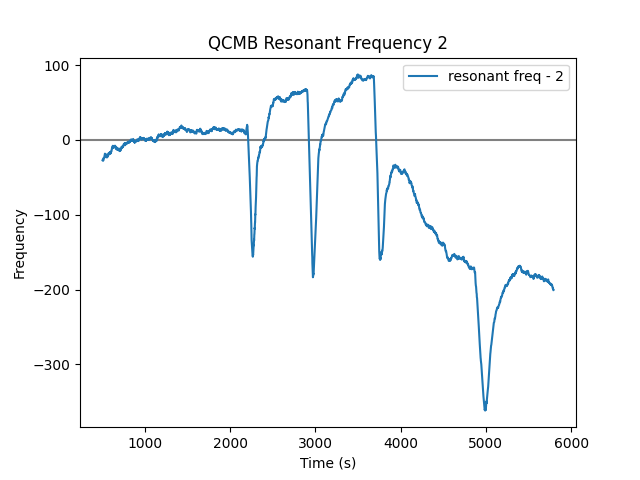 QCMB Resonant Frequency 2
resonant freq - 2
100
0
−100
−200
−300
Frequency
1000 2000 3000 4000 5000 6000
Time (s)